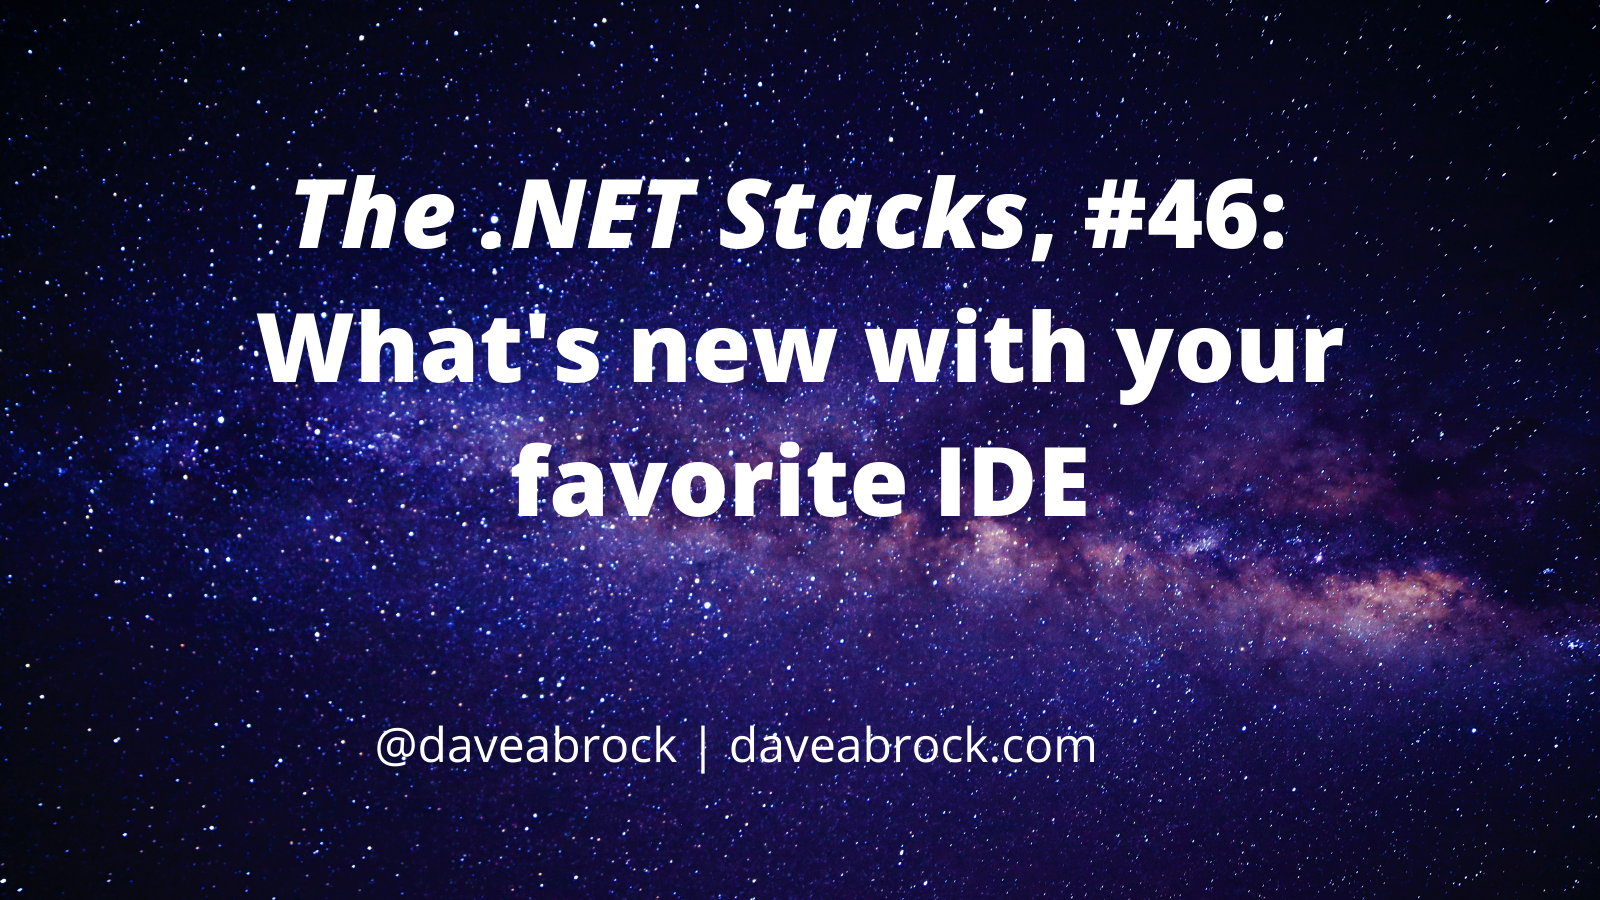 The .NET Stacks, #46:
What's new with your
favorite IDE
@daveabrock | daveabrock.com